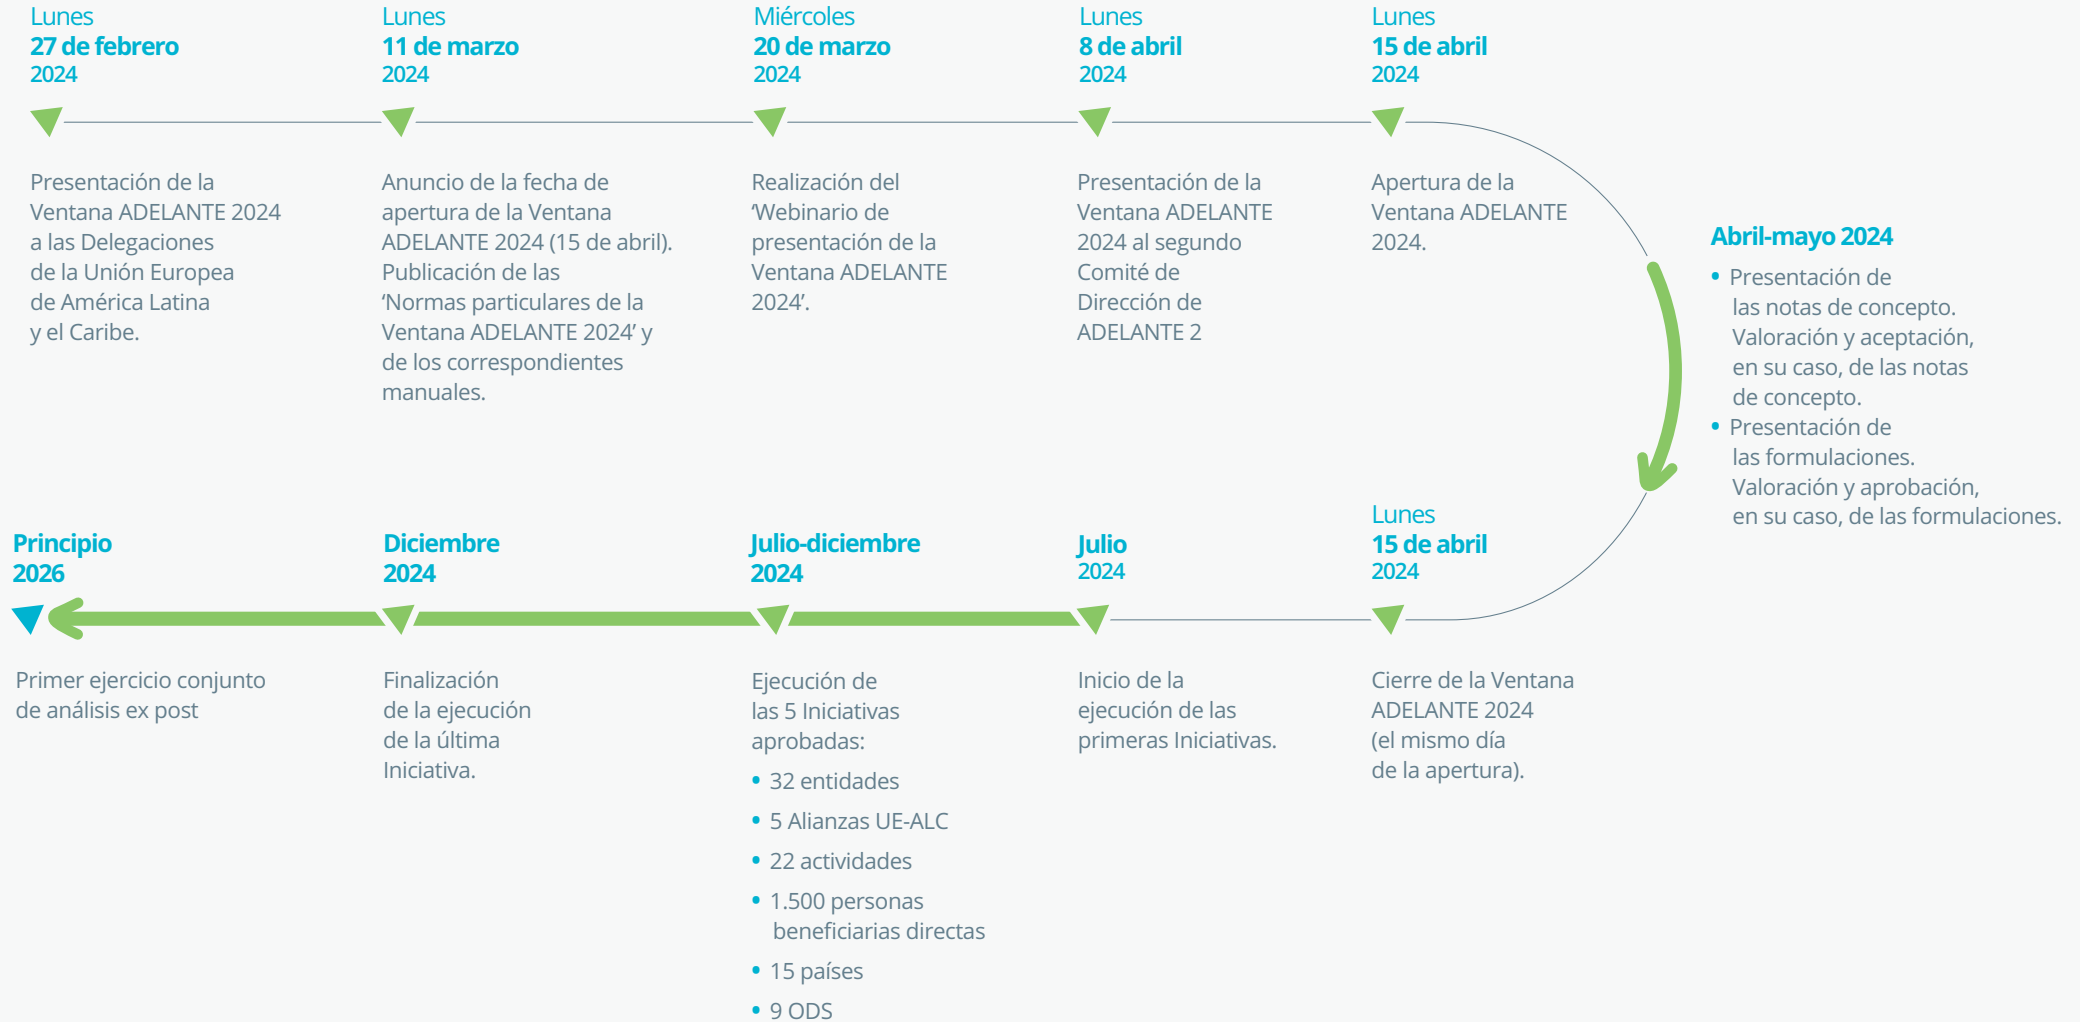 Lunes
27 de febrero
2024
Presentación de la
Ventana ADELANTE 2024
a las Delegaciones
de la Unión Europea
de América Latina
y el Caribe.
Lunes
11 de marzo
2024
Anuncio de la fecha de
apertura de la Ventana
ADELANTE 2024 (15 de abril).
Publicación de las
‘Normas particulares de la
Ventana ADELANTE 2024’ y
de los correspondientes
manuales.
Miércoles
20 de marzo
2024
Realización del
‘Webinario de
presentación de la
Ventana ADELANTE
2024’.
Lunes
8 de abril
2024
Presentación de la
Ventana ADELANTE
2024 al segundo
Comité de
Dirección de
ADELANTE 2
Lunes
15 de abril
2024
Apertura de la
Ventana ADELANTE
2024.
Abril-mayo 2024
• Presentación de
las notas de concepto.
Valoración y aceptación,
en su caso, de las notas
de concepto.
• Presentación de
las formulaciones.
Valoración y aprobación,
en su caso, de las formulaciones.
Lunes
15 de abril
2024
Cierre de la Ventana
ADELANTE 2024
(el mismo día
de la apertura).
Julio
2024
Inicio de la
ejecución de las
primeras Iniciativas.
Julio-diciembre
2024
Ejecución de
las 5 Iniciativas
aprobadas:
• 32 entidades
• 5 Alianzas UE-ALC
• 22 actividades
• 1.500 personas
beneficiarias directas
• 15 países
• 9 ODS
Diciembre
2024
Finalización
de la ejecución
de la última
Iniciativa.
Principio
2026
Primer ejercicio conjunto
de análisis ex post